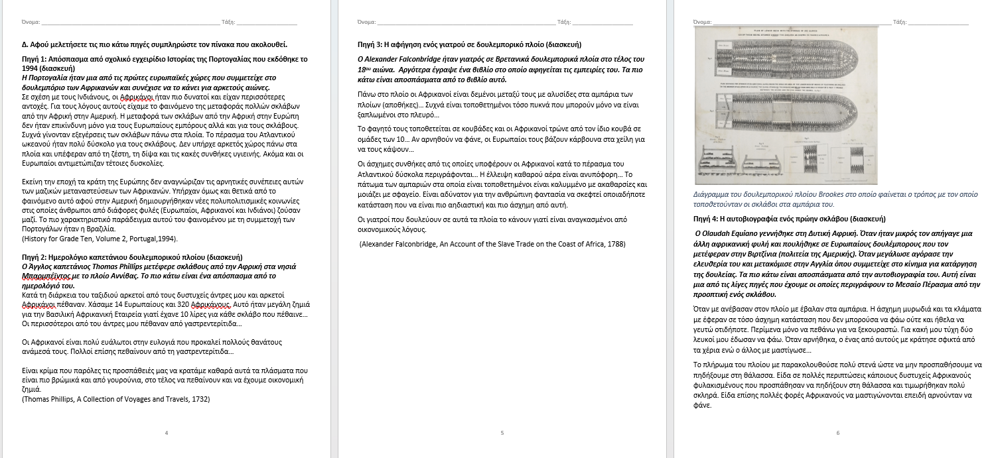 Όνομα: ______________________________ Τάξη: ______________
Δ. Αφού μελετήσετε τις πιο κάτω πηγές συμπληρώστε τον πίνακα που ακολουθεί.
Πηγή 1: Απόσπασμα από σχολικό εγχειρίδιο Ιστορίας της Πορτογαλίας που εκδόθηκε το
1994 (διασκευή)
Η Πορτογαλία ήταν μια από τις πρώτες ευρωπαϊκές χώρες που συμμετείχε στο
δουλεμπόριο των Αφρικανών και συνέχισε να το κάνει για αρκετούς αιώνες.
Σε σχέση με τους Ινδιάνους, οι Αφρικάνοι ήταν πιο δυνατοί και είχαν περισσότερες
αντοχές. Για τους λόγους αυτούς είχαμε το φαινόμενο της μεταφοράς πολλών σκλάβων
από την Αφρική στην Αμερική. Η μεταφορά των σκλάβων από την Αφρική στη Ευρώπη
δεν ήταν επικίνδυνη μόνο για τους Ευρωπαίους εμπόρους αλλά και για τους σκλάβους.
Συχνά γίνονταν εξεγέρσεις των σκλάβων πάνω στα πλοία. Το πέρασμα του Ατλαντικού
ωκεανού ήταν πολύ δύσκολο για τους σκλάβους. Δεν υπήρχε αρκετός χώρος πάνω στα
πλοία και υπέφεραν από τη ζέστη, τη δίψα και τις κακές συνθήκες υγιεινής. Ακόμα και οι
Ευρωπαίοι αντιμετώπιζαν τέτοιες δυσκολίες.
Εκείνη την εποχή τα κράτη της Ευρώπης δεν αναγνώριζαν τις αρνητικές συνέπειες αυτών
των μαζικών μεταναστεύσεων των Αφρικανών. Υπήρχαν όμως και θετικά από το
φαινόμενο αυτό αφού στην Αμερική δημιουργήθηκαν νέες πολυπολιτισμικές κοινωνίες
στις οποίες άνθρωποι από διάφορες φυλές (Ευρωπαίοι, Αφρικανοί και Ινδιάνοι) ζούσαν
μαζί. Το πιο χαρακτηριστικό παράδειγμα αυτού του φαινομένου με τη συμμετοχή των
Πορτογάλων ήταν η Βραζιλία.
(History for Grade Ten, Volume 2, Portugal,1994).
Πηγή 2: Ημερολόγιο καπετάνιου δουλεμπορικού πλοίου (διασκευή)
Ο Άγγλος καπετάνιος Thomas Phillips μετέφερε σκλάβους από την Αφρική στα νησιά
Μπαρμπέϊντος με το πλοίο Αννίβας. Το πιο κάτω είναι ένα απόσπασμα από το
ημερολόγιό του.
Κατά τη διάρκεια του ταξιδιού αρκετοί από τους δυστυχείς άντρες μου και αρκετοί
Αφρικάνοι πέθαναν. Χάσαμε 14 Ευρωπαίους και 320 Αφρικάνους. Αυτό ήταν μεγάλη ζημιά
για την Βασιλική Αφρικανική Εταιρεία γιατί έχανε 10 λίρες για κάθε σκλάβο που πέθαινε...
Οι περισσότεροι από του άντρες μου πέθαναν από γαστρεντερίτιδα...
Οι Αφρικανοί είναι πολύ ευάλωτοι στην ευλογιά που προκαλεί πολλούς θανάτους
ανάμεσά τους. Πολλοί επίσης πεθαίνουν από τη γαστρεντερίτιδα...
Είναι κρίμα που παρόλες τις προσπάθειές μας να κρατάμε καθαρά αυτά τα πλάσματα που
είναι πιο βρώμικά και από γουρούνια, στο τέλος να πεθαίνουν και να έχουμε οικονομική
ζημιά.
(Thomas Phillips, A Collection of Voyages and Travels, 1732)
4
Όνομα: ______________________________ Τάξη: ______________
Πηγή 3: Η αφήγηση ενός γιατρού σε δουλεμπορικό πλοίο (διασκευή)
Ο Alexander Falconbridge ήταν γιατρός σε Βρετανικά δουλεμπορικά πλοία στο τέλος του
18ου αιώνα. Αργότερα έγραψε ένα βιβλίο στο οποίο αφηγείται τις εμπειρίες του. Τα πιο
κάτω είναι αποσπάσματα από το βιβλίο αυτό.
Πάνω στο πλοίο οι Αφρικανοί είναι δεμένοι μεταξύ τους με αλυσίδες στα αμπάρια των
πλοίων (αποθήκες)... Συχνά είναι τοποθετημένοι τόσο πυκνά που μπορούν μόνο να είναι
ξαπλωμένοι στο πλευρό...
Το φαγητό τους τοποθετείται σε κουβάδες και οι Αφρικανοί τρώνε από τον ίδιο κουβά σε
ομάδες των 10... Αν αρνηθούν να φάνε, οι Ευρωπαίοι τους βάζουν κάρβουνα στα χείλη για
να τους κάψουν...
Οι άσχημες συνθήκες από τις οποίες υποφέρουν οι Αφρικανοί κατά το πέρασμα του
Ατλαντικού δύσκολα περιγράφονται... Η έλλειψη καθαρού αέρα είναι ανυπόφορη... Το
πάτωμα των αμπαριών στα οποία είναι τοποθετημένοι είναι καλυμμένο με ακαθαρσίες και
μοιάζει με σφαγείο. Είναι αδύνατον για την ανθρώπινη φαντασία να σκεφτεί οποιαδήποτε
κατάσταση που να είναι πιο αηδιαστική και πιο άσχημη από αυτή.
Οι γιατροί που δουλεύουν σε αυτά τα πλοία το κάνουν γιατί είναι αναγκασμένοι από
οικονομικούς λόγους.
(Alexander Falconbridge, An Account of the Slave Trade on the Coast of Africa, 1788)
5
Όνομα: ______________________________ Τάξη: ______________
Διάγραμμα του δουλεμπορικού πλοίου Brookes στο οποίο φαίνεται ο τρόπος με τον οποίο
τοποθετούνταν οι σκλάβοι στα αμπάρια του.
Πηγή 4: Η αυτοβιογραφία ενός πρώην σκλάβου (διασκευή)
Ο Olaudah Equiano γεννήθηκε στη Δυτική Αφρική. Όταν ήταν μικρός τον απήγαγε μια
άλλη αφρικανική φυλή και πουλήθηκε σε Ευρωπαίους δουλέμπορους που τον
μετέφεραν στην Βιρτζίνια (πολιτεία της Αμερικής). Όταν μεγάλωσε αγόρασε την
ελευθερία του και μετακόμισε στην Αγγλία όπου συμμετείχε στο κίνημα για κατάργηση
της δουλείας. Τα πιο κάτω είναι αποσπάσματα από την αυτοβιογραφία του. Αυτή είναι
μια από τις λίγες πηγές που έχουμε οι οποίες περιγράφουν το Μεσαίο Πέρασμα από την
προοπτική ενός σκλάβου.
Όταν με ανέβασαν στον πλοίο με έβαλαν στα αμπάρια. Η άσχημη μυρωδιά και τα κλάματα
με έφεραν σε τόσο άσχημη κατάσταση που δεν μπορούσα να φάω ούτε και ήθελα να
γευτώ οτιδήποτε. Περίμενα μόνο να πεθάνω για να ξεκουραστώ. Για κακή μου τύχη δύο
λευκοί μου έδωσαν να φάω. Όταν αρνήθηκα, ο ένας από αυτούς με κράτησε σφικτά από
τα χέρια ενώ ο άλλος με μαστίγωσε...
Το πλήρωμα του πλοίου με παρακολουθούσε πολύ στενά ώστε να μην προσπαθήσουμε να
πηδήξουμε στη θάλασσα. Είδα σε πολλές περιπτώσεις κάποιους δυστυχείς Αφρικανούς
φυλακισμένους που προσπάθησαν να πηδήξουν στη θάλασσα και τιμωρήθηκαν πολύ
σκληρά. Είδα επίσης πολλές φορές Αφρικανούς να μαστιγώνονται επειδή αρνούνταν να
φάνε.
6